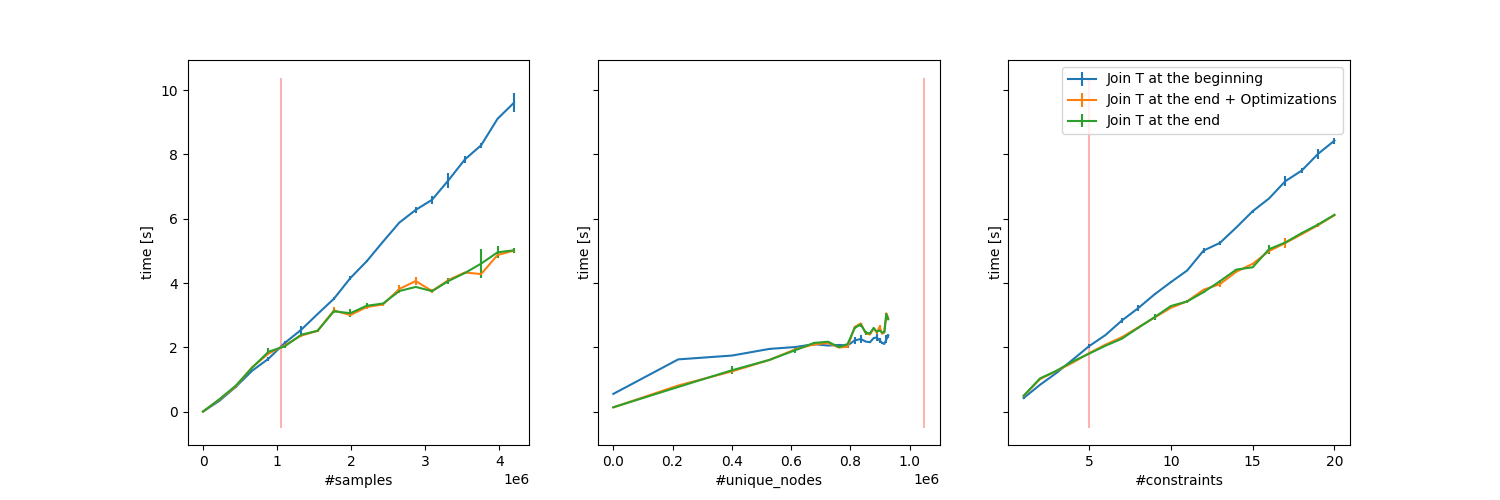 10
8
6
4
2
0
time [s]
0 1 2 3 4
1e6
#samples
time [s]
0.0 0.2 0.4 0.6 0.8 1.0
1e6
#unique_nodes
Join T at the beginning
Join T at the end + Optimizations
Join T at the end
time [s]
5 10 15 20
#constraints